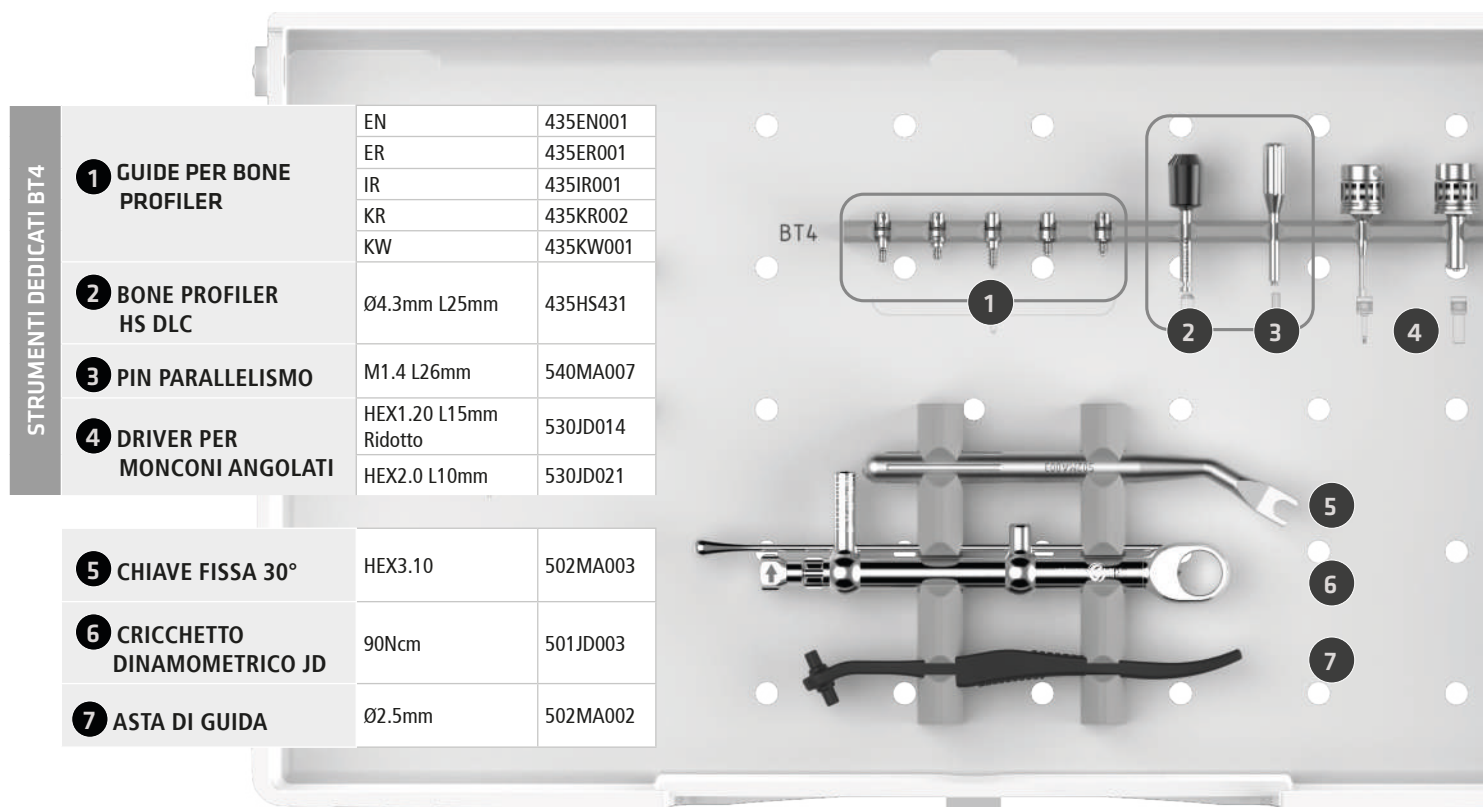 STRUMENTI DEDICATI BT4
1 GUIDE PER BONE
PROFILER
EN 435EN001
ER 435ER001
IR 435IR001
KR 435KR002
KW 435KW001
2 BONE PROFILER
HS DLC
Ø4.3mm L25mm 435HS431
3 PIN PARALLELISMO
M1.4 L26mm 540MA007
4 DRIVER PER
MONCONI ANGOLATI
HEX1.20 L15mm
Ridotto
530JD014
HEX2.0 L10mm 530JD021
5 CHIAVE FISSA 30°
HEX3.10 502MA003
6 CRICCHETTO
DINAMOMETRICO JD
90Ncm 501JD003
7 ASTA DI GUIDA
Ø2.5mm 502MA002
BT4
1
2
3
4
502MA003
5
6
7